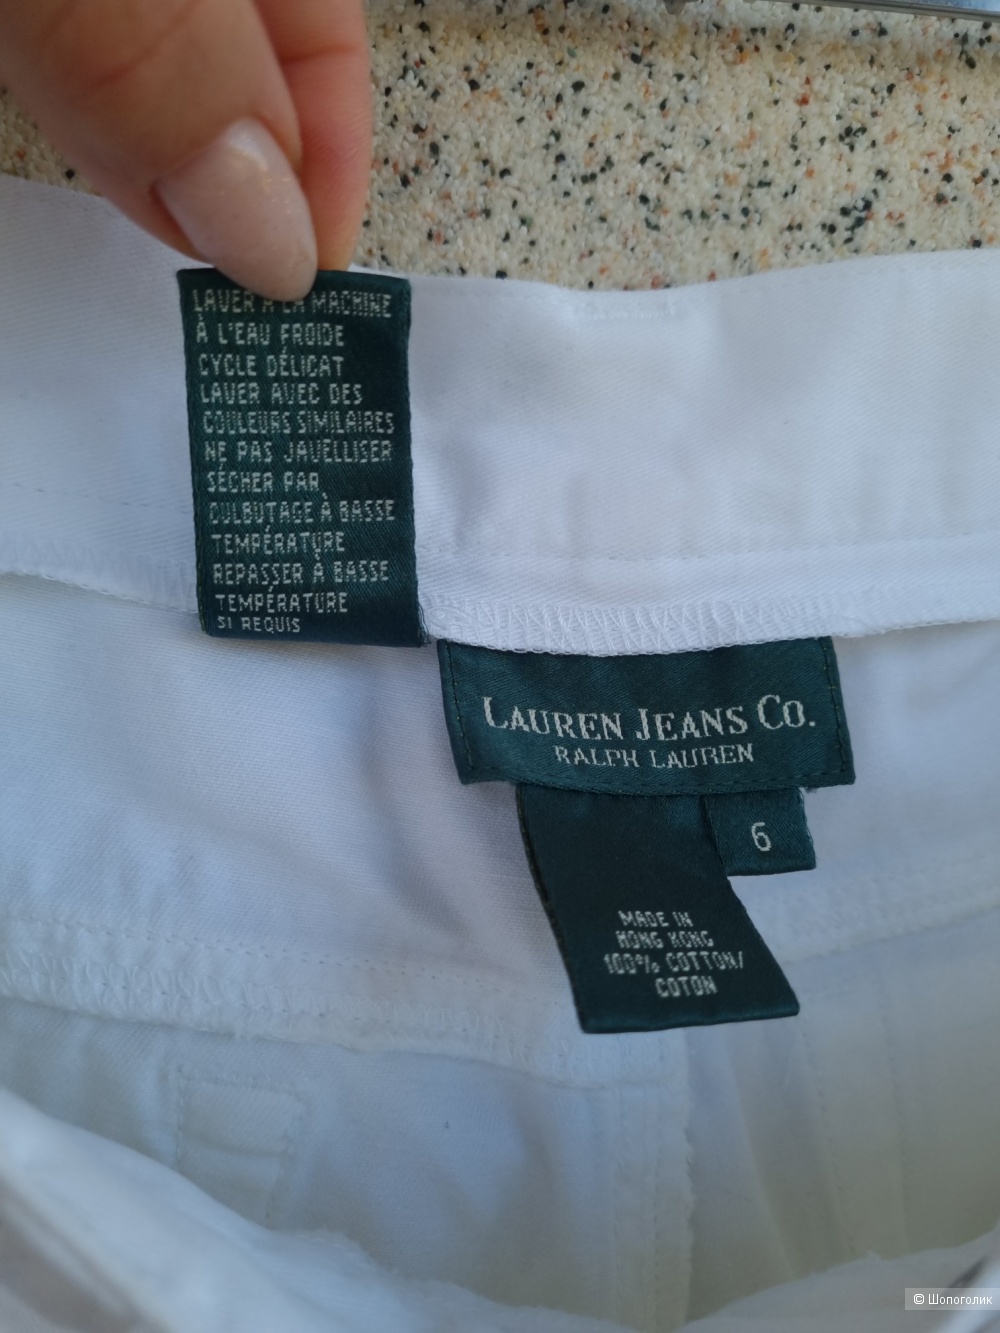 LAVER À LA MACHINE
À L'EAU FROIDE
CYCLE DÉLICAT
LAVER AVEC DES
COULEURS SIMILAIRES
NE PAS JAVELLISER
SÉCHER PAR
CULBUTAGE À BASSE
TEMPÉRATURE
REPASSER À BASSE
TEMPÉRATURE
SI REQUIS
LAUREN JEANS CO.
RALPH LAUREN
6
MADE IN
HONG KONG
100% COTTON/
COTON
© Шопоголик